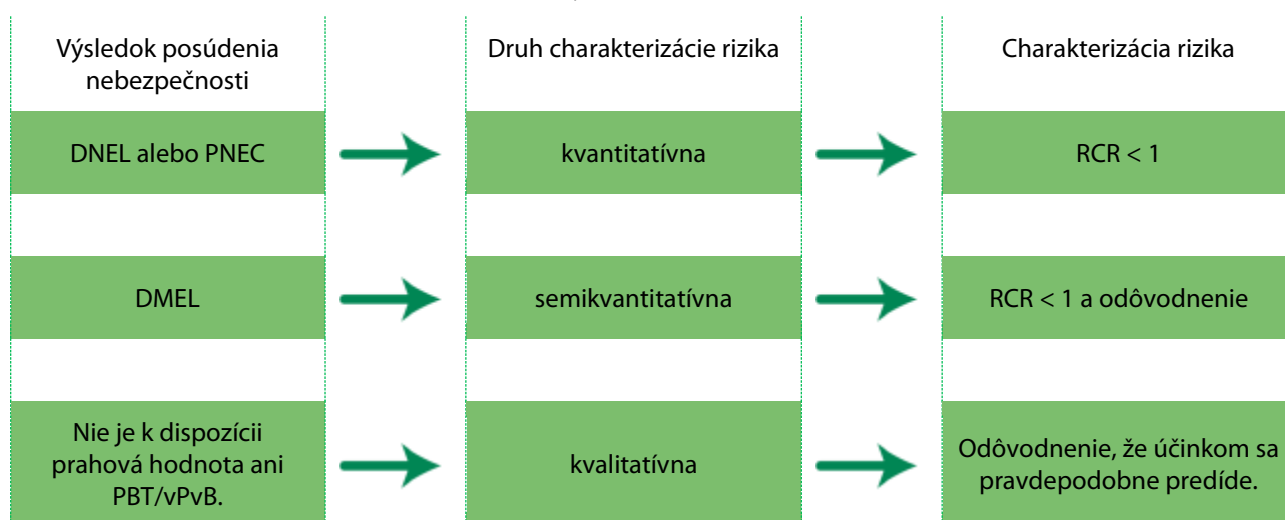 Výsledok posúdenia
nebezpečnosti
Druh charakterizácie rizika
Charakterizácia rizika
DNEL alebo PNEC
kvantitatívna
RCR < 1
DMEL
semikvantitatívna
RCR < 1 a odôvodnenie
Nie je k dispozícii
prahová hodnota ani
PBT/vPvB.
kvalitatívna
Odôvodnenie, že účinkom sa
pravdepodobne predíde.